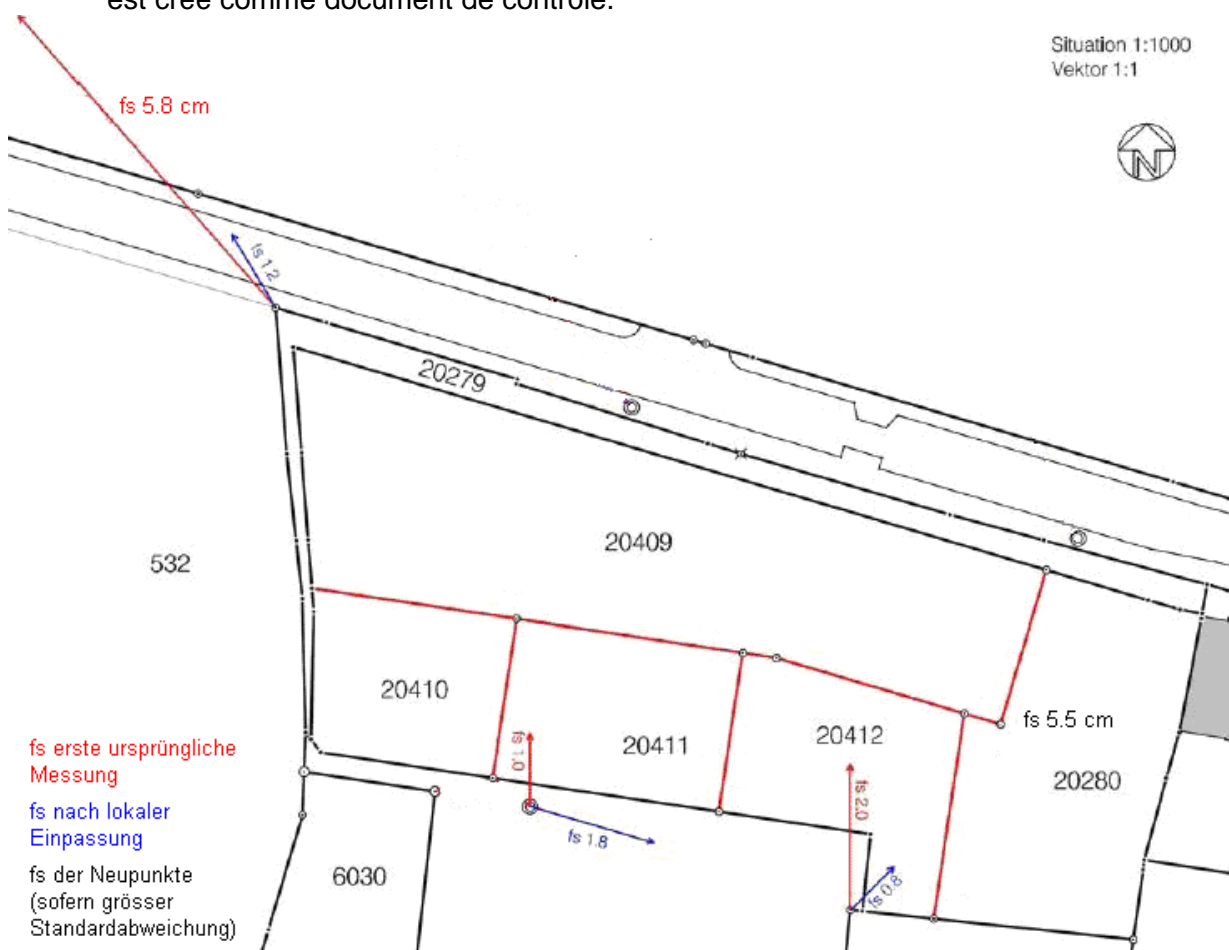 est créé comme document de contrôle.
Situation 1:1000
Vektor 1:1
N
fs 5.8 cm
fs 1.2
20279
20409
532
20410
20411
20412
fs 5.5 cm
20280
fs 1.0
fs 2.0
fs 1.8
fs 0.8
6030
fs erste ursprüngliche
Messung
fs nach lokaler
Einpassung
fs der Neupunkte
(sofern grösser
Standardabweichung)